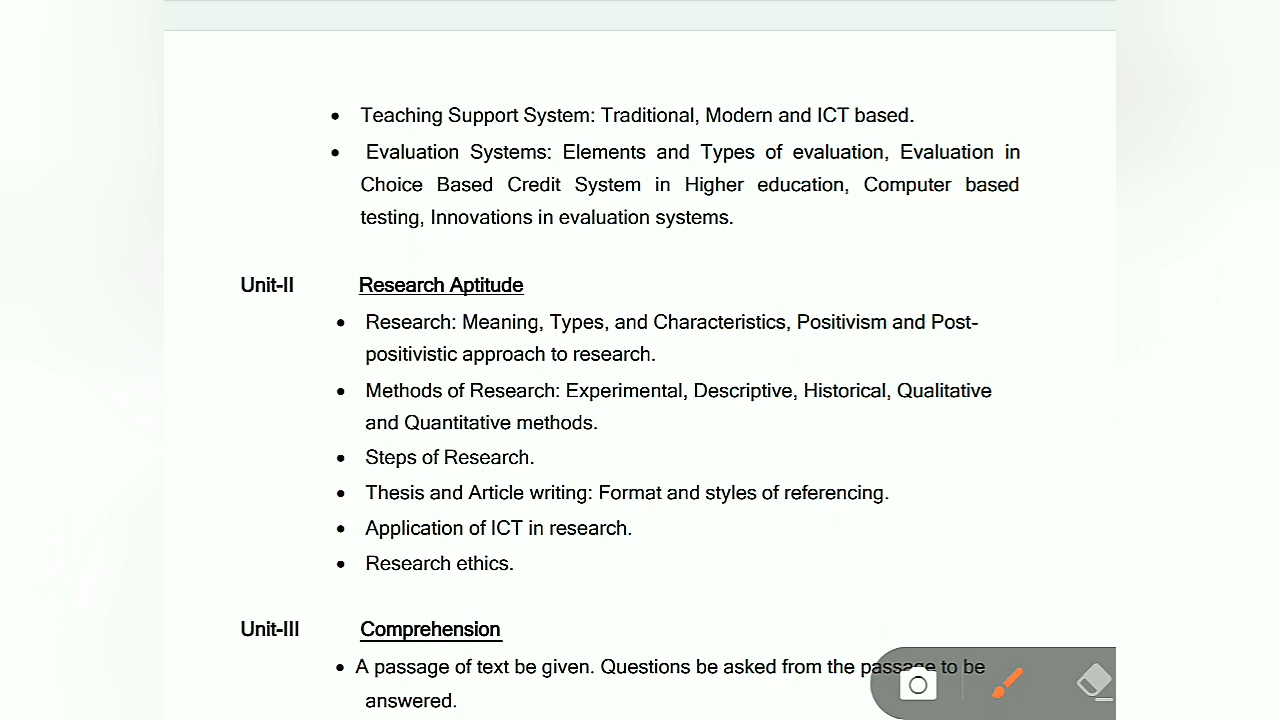 • Teaching Support System: Traditional, Modern and ICT based.
• Evaluation Systems: Elements and Types of evaluation, Evaluation in
Choice Based Credit System in Higher education, Computer based
testing, Innovations in evaluation systems.
Unit-II Research Aptitude
• Research: Meaning, Types, and Characteristics, Positivism and Post-
positivistic approach to research.
• Methods of Research: Experimental, Descriptive, Historical, Qualitative
and Quantitative methods.
• Steps of Research.
• Thesis and Article writing: Format and styles of referencing.
• Application of ICT in research.
• Research ethics.
Unit-III Comprehension
• A passage of text be given. Questions be asked from the passage to be
answered.